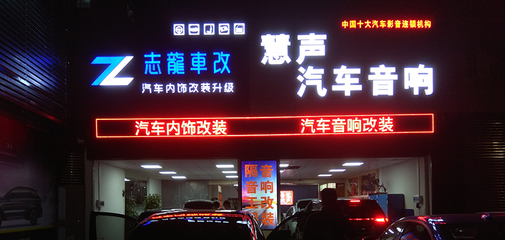 中国十大汽车影音连锁机构
志龍車改
汽车内饰改装升级
慧声
汽车音响
汽车内饰改装 汽车音响改装
隔音
音响
改装